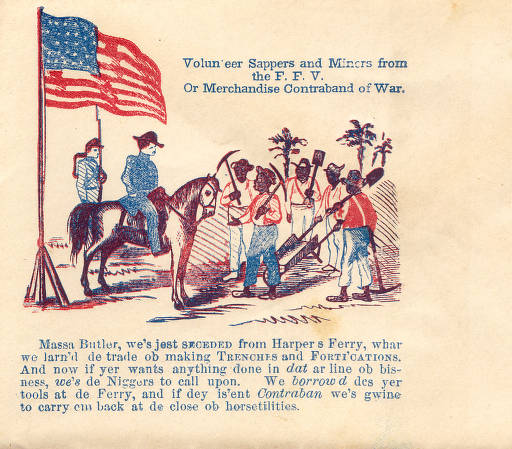 Volunteer Sappers and Miners from
the F. F. V.
Or Merchandise Contraband of War.
Massa Butler, we's jest SECEDED from Harper s Ferry, whar
we larn'd de trade ob making TRENCHES and FORTI'CATIONS.
And now if yer wants anything done in dat ar line ob bis-
ness, we's de Niggers to call upon. We borrow'd des yer
tools at de Ferry, and if dey is'ent Contraban we's gwine
to carry em back at de close ob horsetilities.